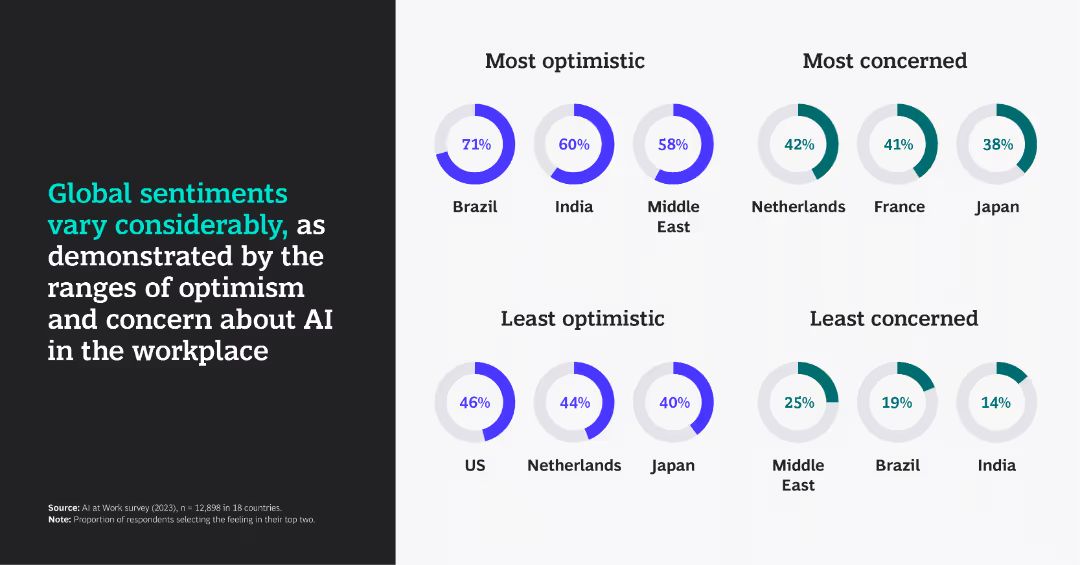 Global sentiments
vary considerably, as
demonstrated by the
ranges of optimism
and concern about AI
in the workplace
Source: AI at Work survey (2023), n = 12,898 in 18 countries.
Note: Proportion of respondents selecting the feeling in their top two.
Most optimistic
71%
60%
58%
Brazil
India
Middle
East
Most concerned
42%
41%
38%
Netherlands
France
Japan
Least optimistic
46%
44%
40%
US
Netherlands
Japan
Least concerned
25%
19%
14%
Middle
East
Brazil
India